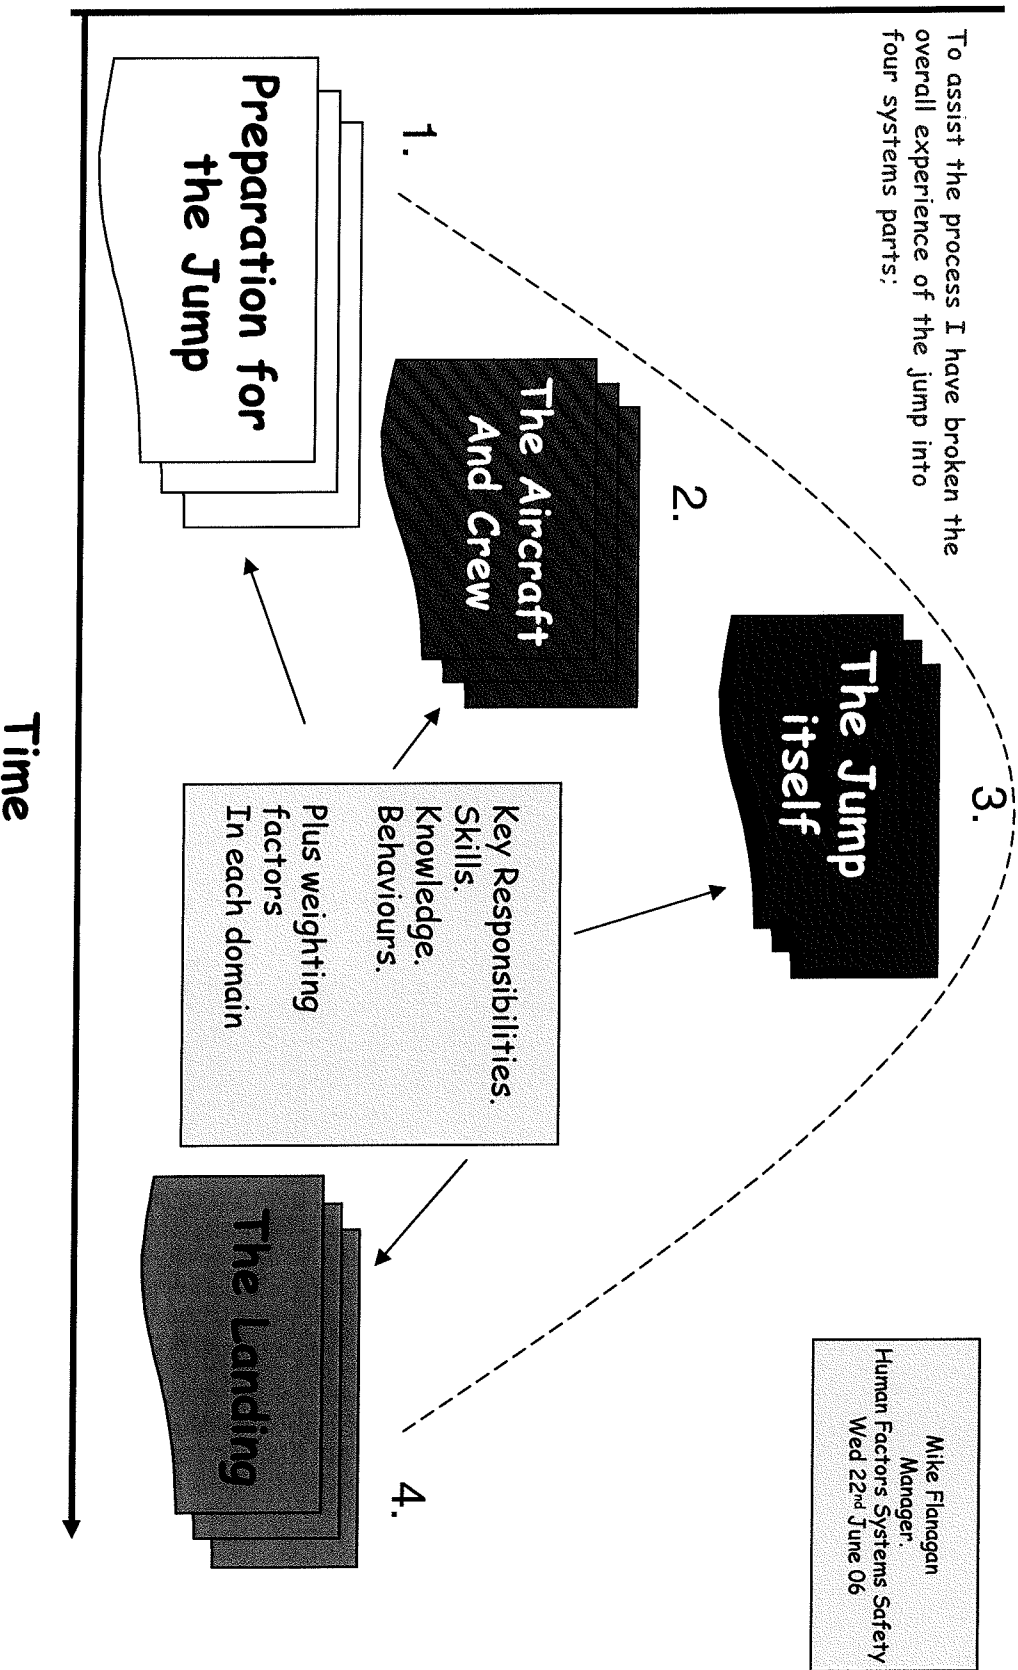 To assist the process I have broken the
overall experience of the jump into
four systems parts;
Mike Flanagan
Manager.
Human Factors Systems Safety
Wed 22nd June 06
1.
Preparation for
the Jump
2.
The Aircraft
And Crew
3.
The Jump
itself
Key Responsibilities.
Skills.
Knowledge.
Behaviours.
Plus weighting
factors
In each domain
4.
The Landing
Time